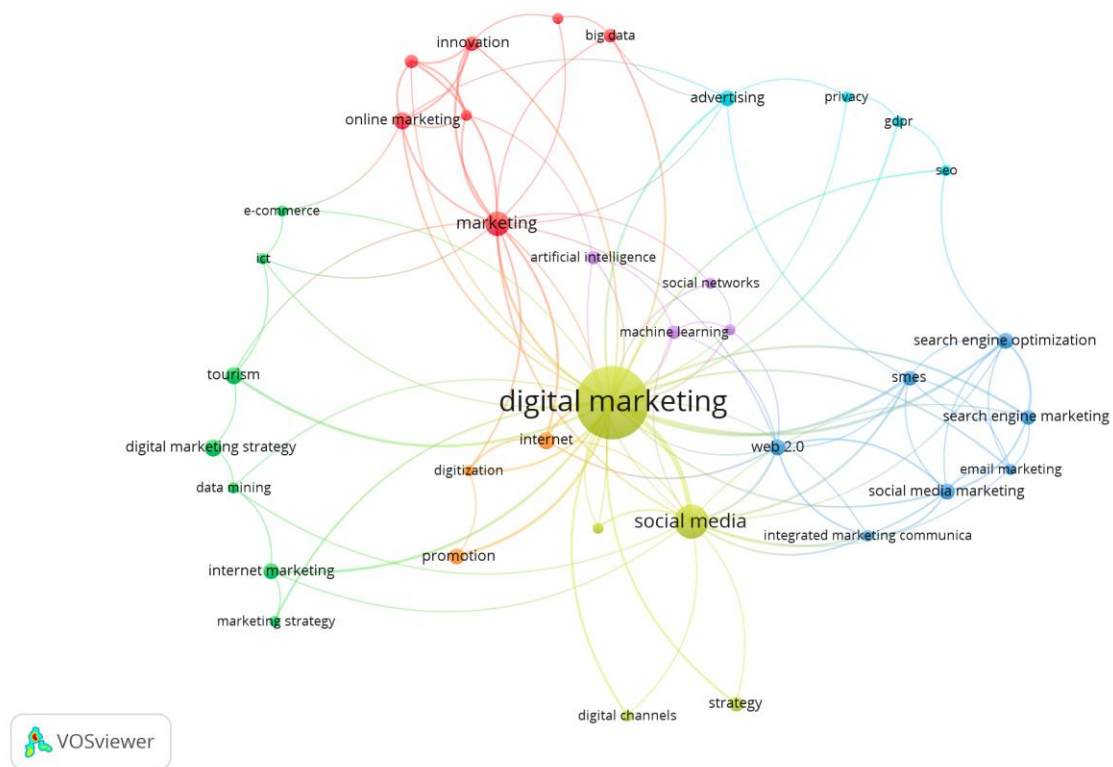 innovation
big data
advertising
privacy
online marketing
gdpr
seo
e-commerce
marketing
ict
artificial intelligence
social networks
machine learning
search engine optimization
tourism
smes
digital marketing
search engine marketing
internet
digital marketing strategy
web 2.0
digitization
email marketing
data mining
social media marketing
social media
integrated marketing communica
promotion
internet marketing
marketing strategy
strategy
digital channels
VOSviewer